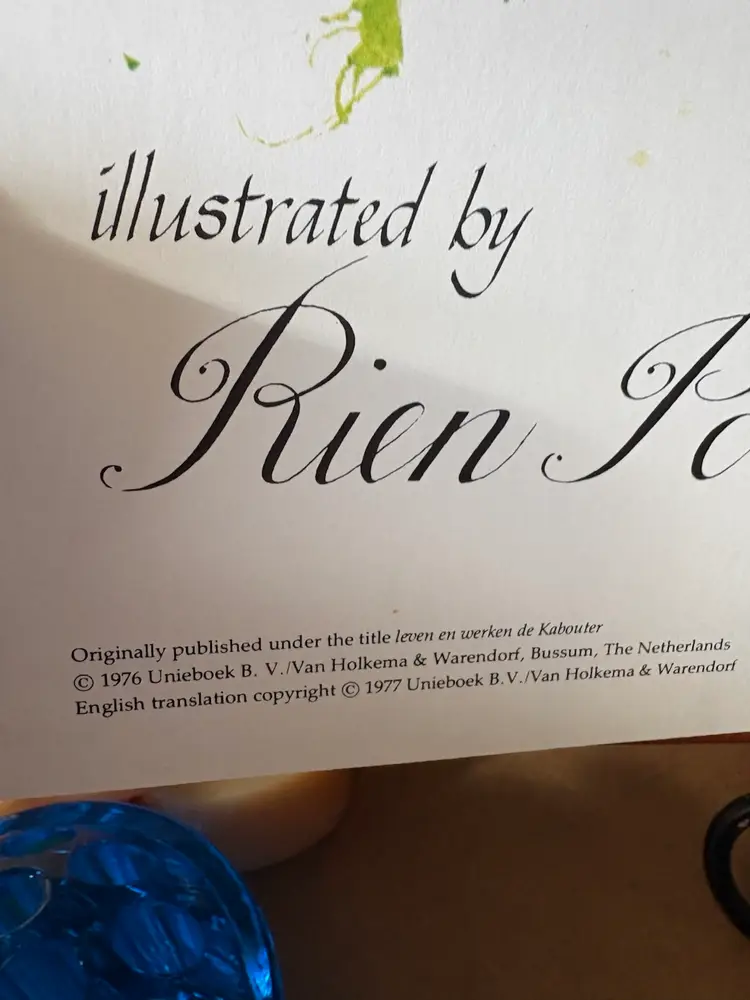 illustrated by
Rien
Originally published under the title leven en werken de Kabouter
© 1976 Unieboek B. V./Van Holkema & Warendorf, Bussum, The Netherlands
English translation copyright © 1977 Unieboek B.V./Van Holkema & Warendorf